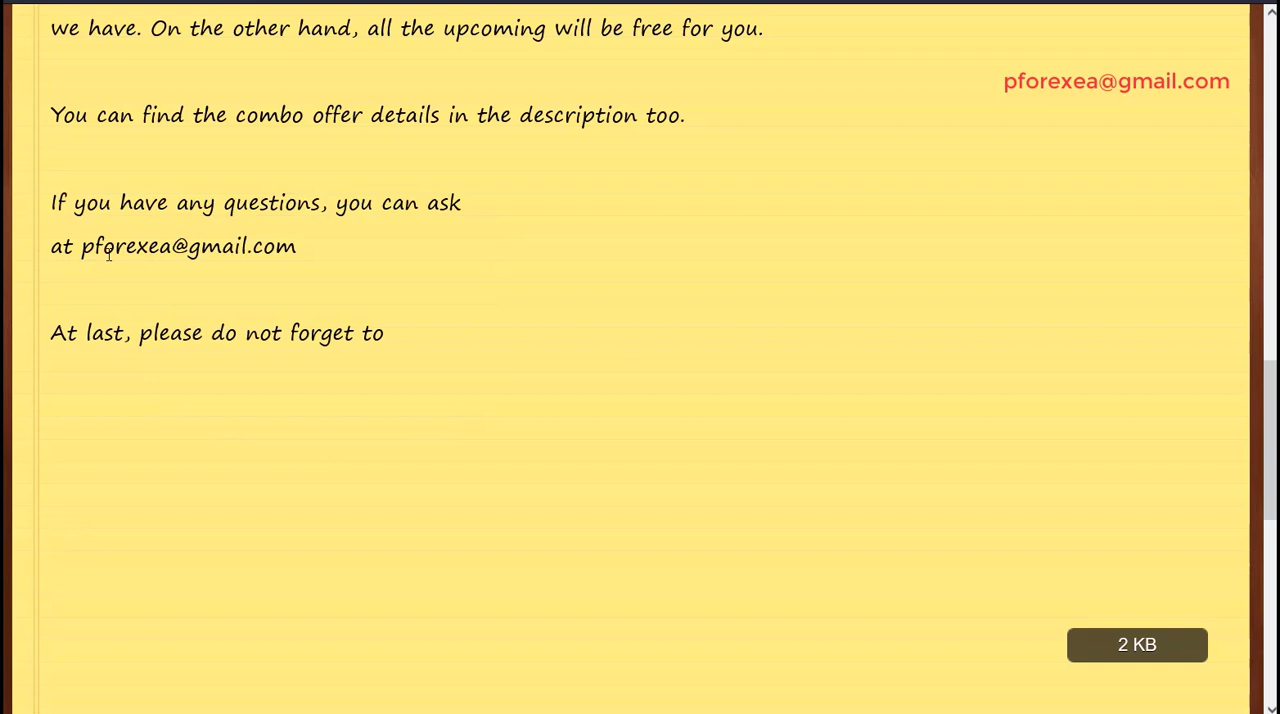 we have. On the other hand, all the upcoming will be free for you.
pforexea@gmail.com
You can find the combo offer details in the description too.
If you have any questions, you can ask
at pforexea@gmail.com
At last, please do not forget to
2 KB